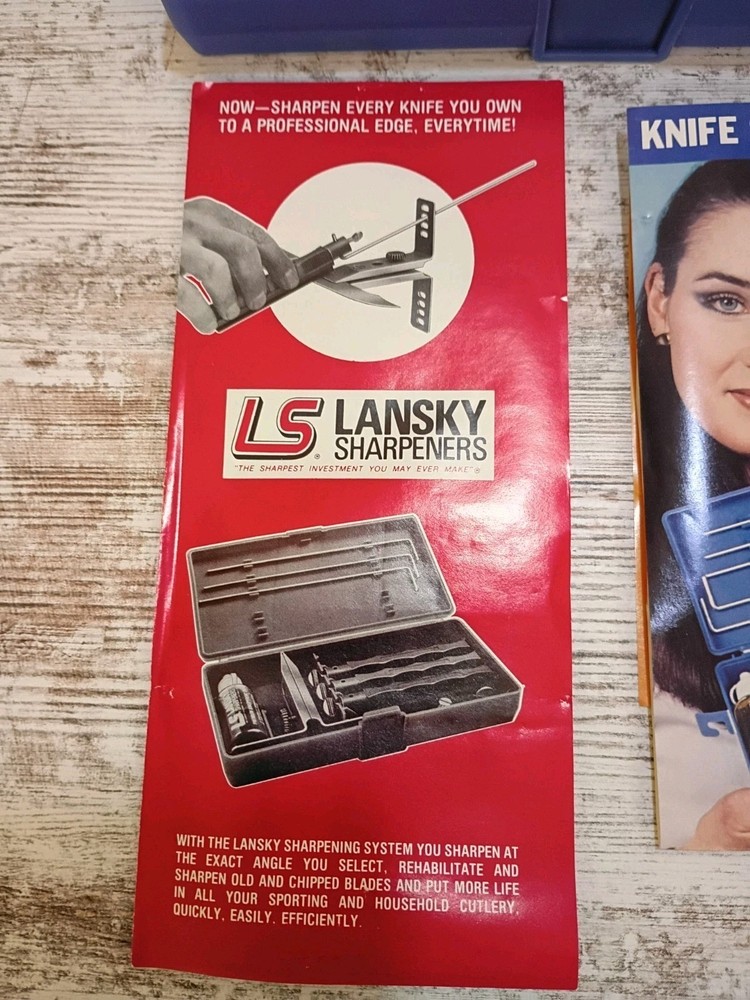 NOW—SHARPEN EVERY KNIFE YOU OWN
TO A PROFESSIONAL EDGE, EVERYTIME!
LS® LANSKY
SHARPENERS
"THE SHARPEST INVESTMENT YOU MAY EVER MAKE"®
WITH THE LANSKY SHARPENING SYSTEM YOU SHARPEN AT
THE EXACT ANGLE YOU SELECT, REHABILITATE AND
SHARPEN OLD AND CHIPPED BLADES AND PUT MORE LIFE
IN ALL YOUR SPORTING AND HOUSEHOLD CUTLERY,
QUICKLY, EASILY, EFFICIENTLY.
KNIFE